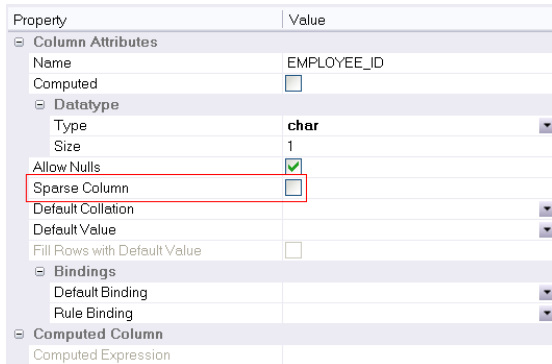 Property Value
Column Attributes
Name EMPLOYEE_ID
Computed
Datatype
Type char
Size 1
Allow Nulls
Sparse Column
Default Collation
Default Value
Fill Rows with Default Value
Bindings
Default Binding
Rule Binding
Computed Column
Computed Expression